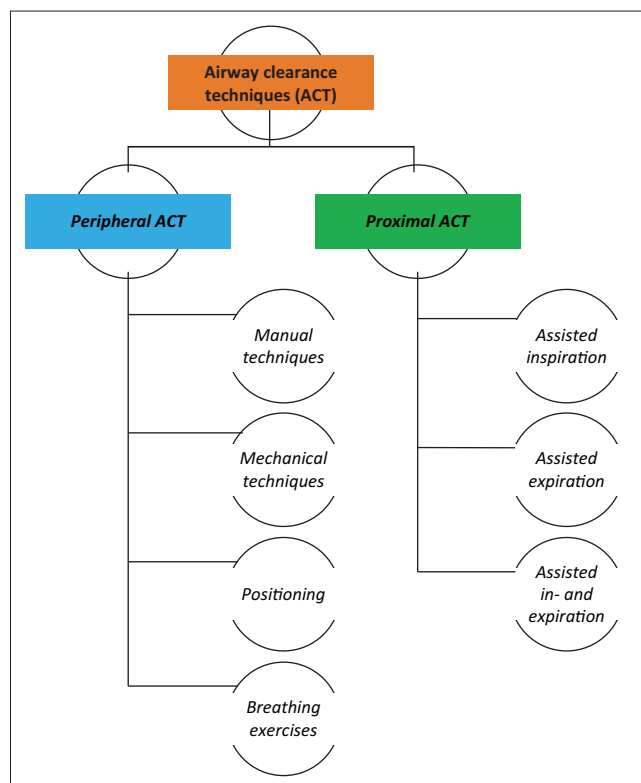 Airway clearance
techniques (ACT)
Peripheral ACT
Proximal ACT
Manual
techniques
Mechanical
techniques
Positioning
Breathing
exercises
Assisted
inspiration
Assisted
expiration
Assisted
in- and
expiration